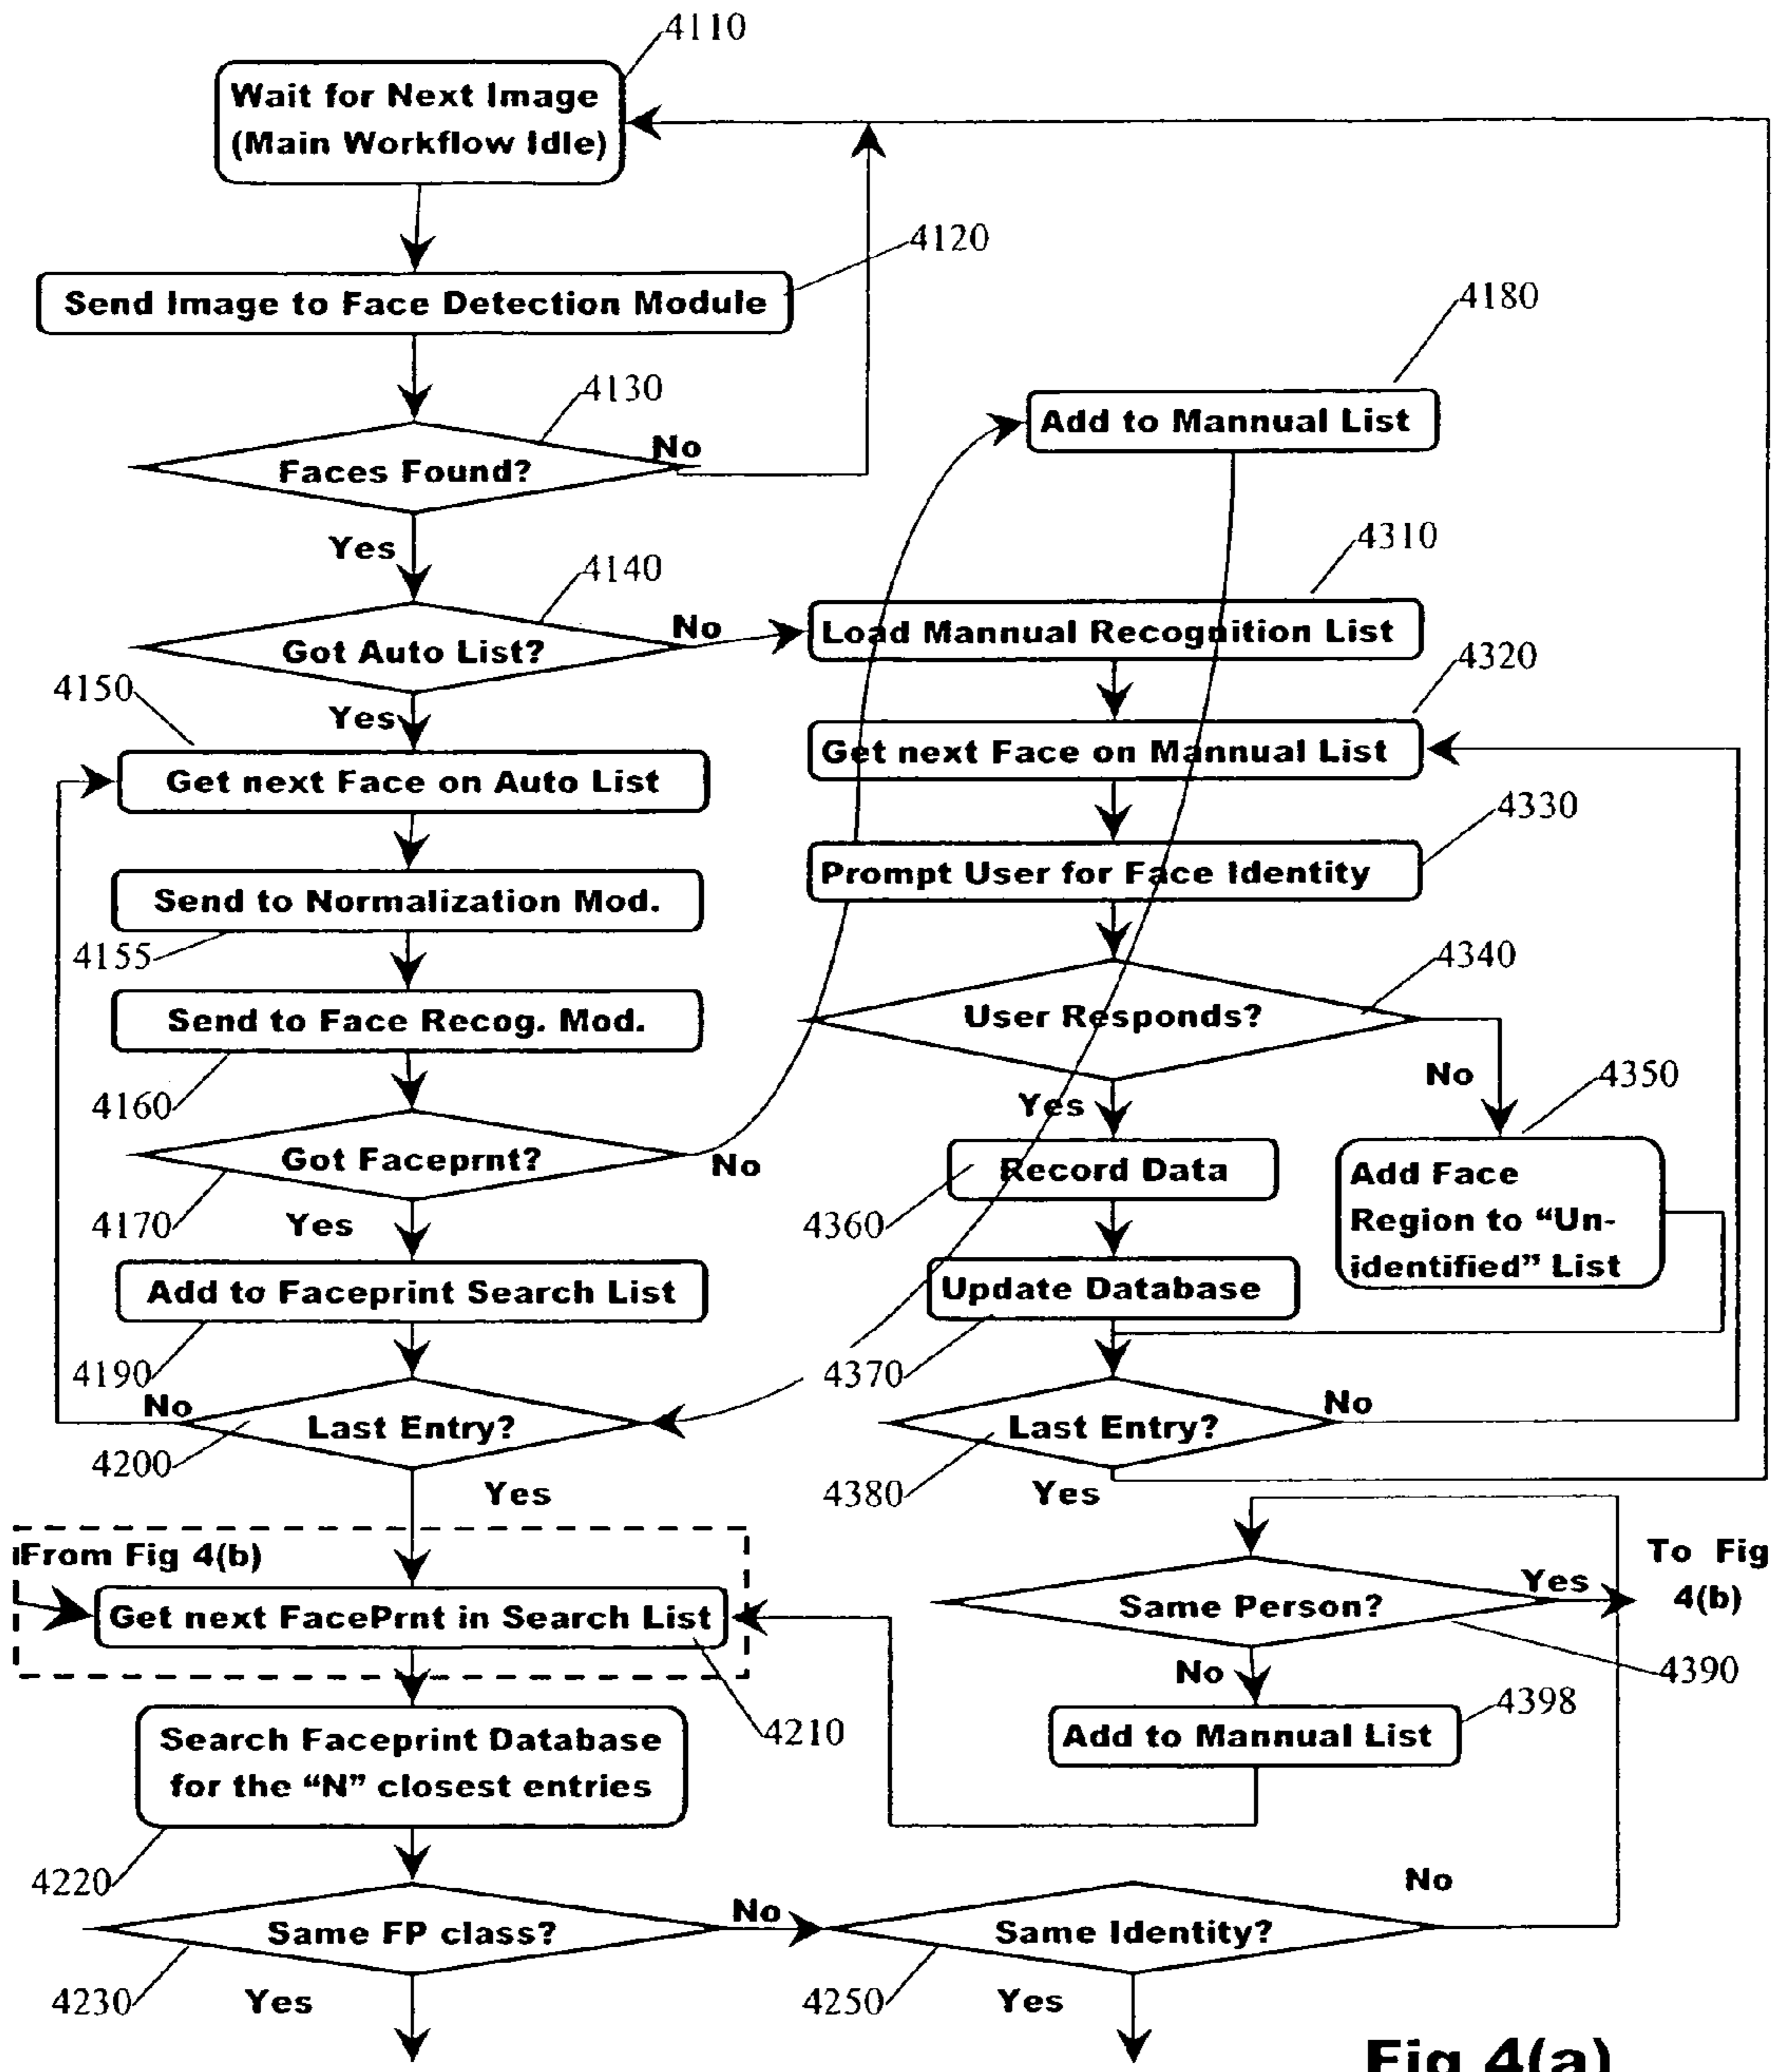 4110
Wait for Next Image
(Main Workflow Idle)
4120
Send Image to Face Detection Module
4180
4130
Add to Mannual List
No
Faces Found?
Yes
4310
4140
No
Load Mannual Recognition List
Got Auto List?
4320
4150
Yes
Get next Face on Mannual List
Get next Face on Auto List
4330
Prompt User for Face Identity
Send to Normalization Mod.
4155
4340
Send to Face Recog. Mod.
User Responds?
No
4350
4160
Yes
Got Faceprnt?
No
Record Data
Add Face
Region to “Un-
identified” List
4170
Yes
4360
Add to Faceprint Search List
Update Database
4190
4370
No
No
Last Entry?
Last Entry?
4200
Yes
4380
Yes
From Fig 4(b)
To Fig
4(b)
Yes
Get next FacePrnt in Search List
Same Person?
No
4390
4398
Search Faceprint Database
for the “N” closest entries
4210
Add to Mannual List
4220
No
No
Same FP class?
Same Identity?
4230
Yes
4250
Yes
Fig 4(a)